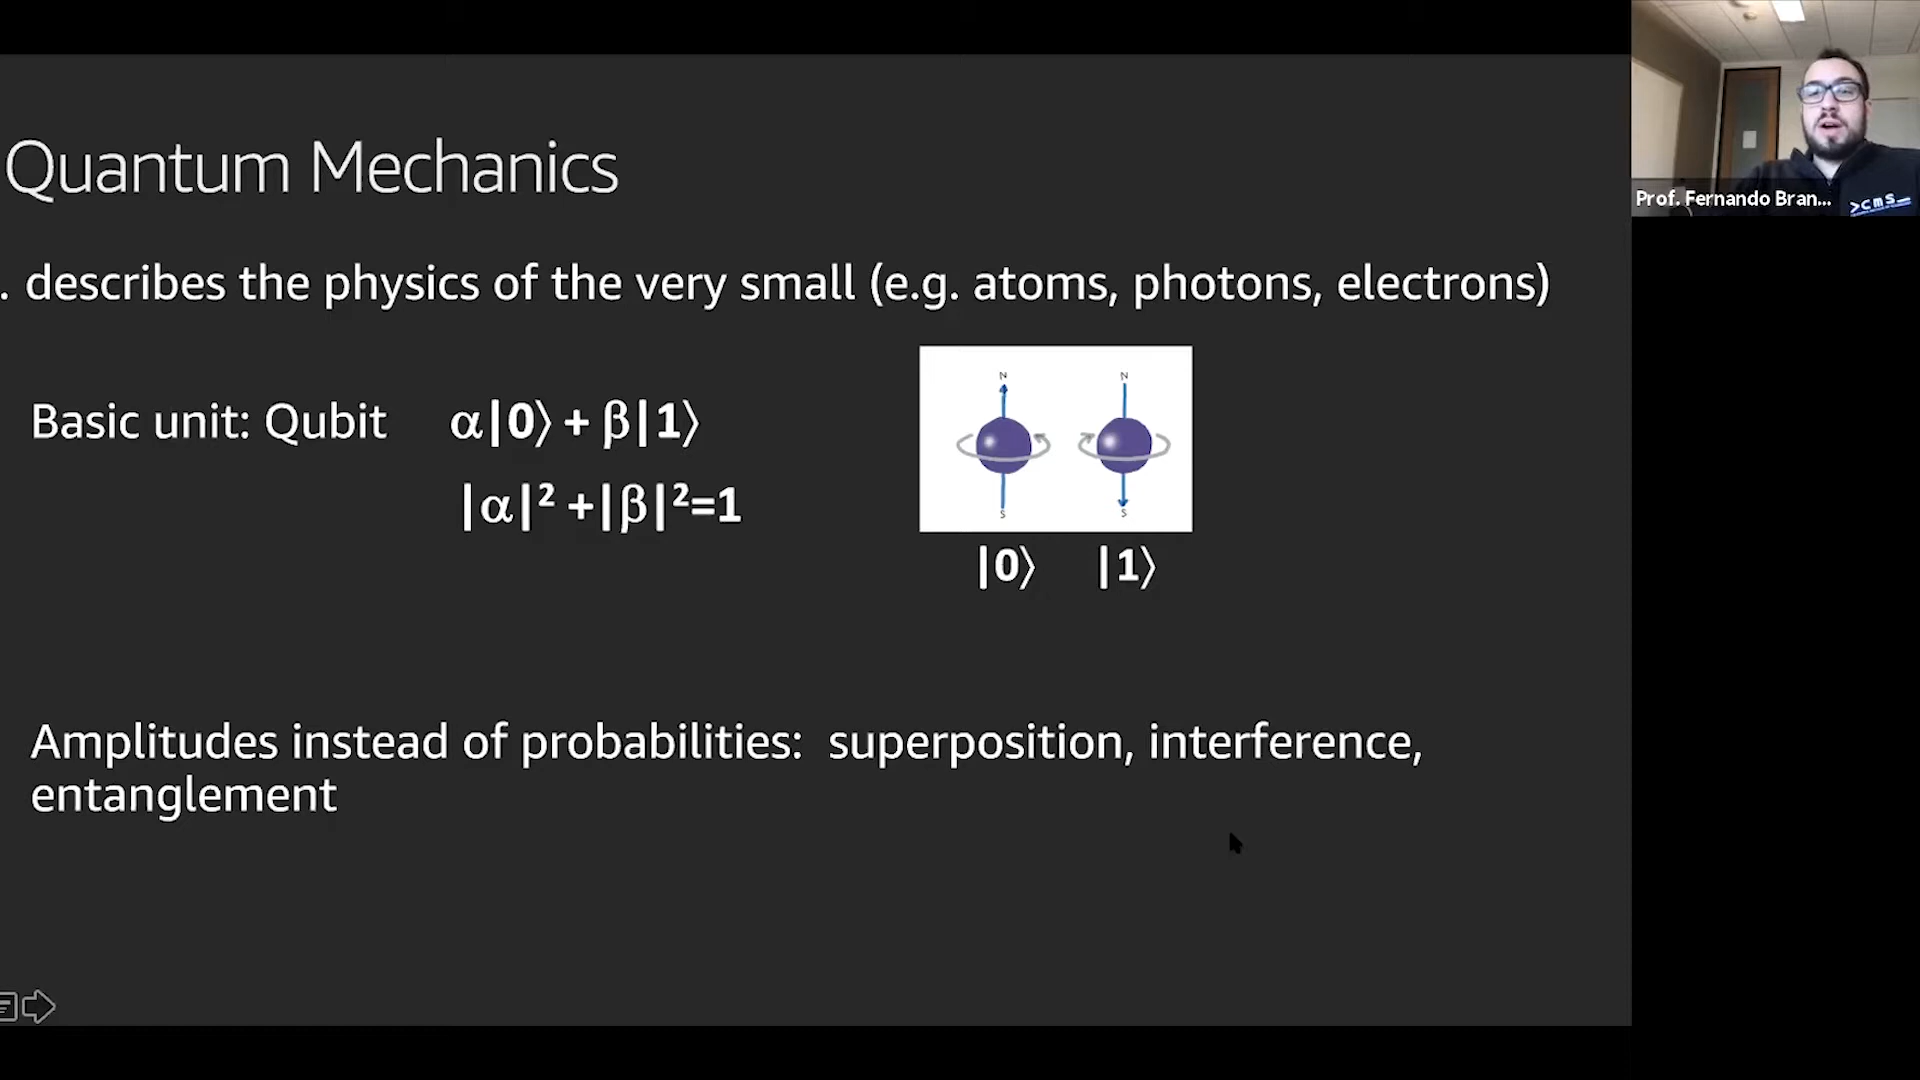 Quantum Mechanics
. describes the physics of the very small (e.g. atoms, photons, electrons)
N N
Basic unit: Qubit α|0⟩ + β|1⟩
|α|² +|β|²=1
S S
|0⟩ |1⟩
Amplitudes instead of probabilities: superposition, interference,
entanglement
Prof. Fernando Bran...
>cms_